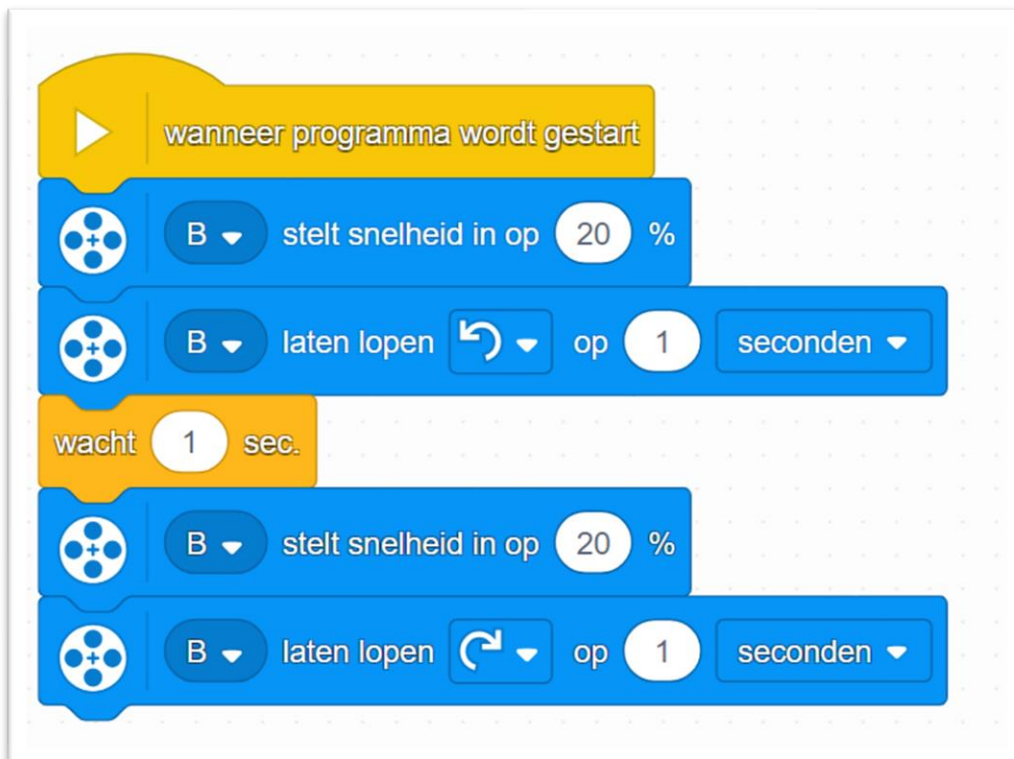 wanneer programma wordt gestart
B stelt snelheid in op 20 %
B laten lopen op 1 seconden
wacht 1 sec.
B stelt snelheid in op 20 %
B laten lopen op 1 seconden